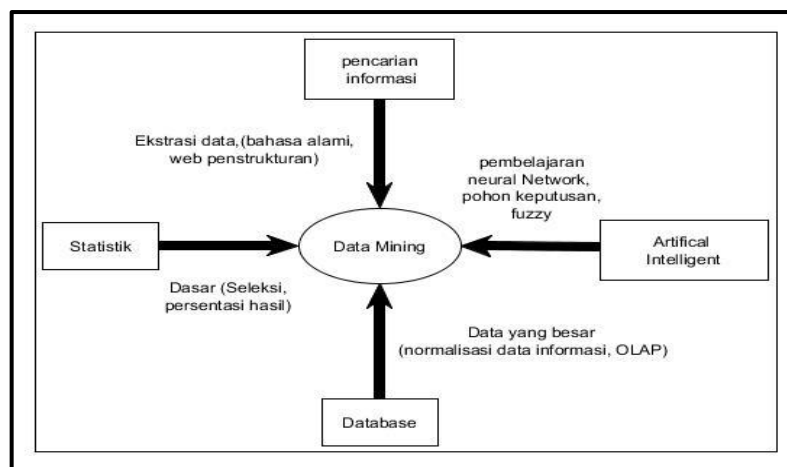 pencarian
informasi
Ekstrasi data,(bahasa alami,
web penstrukturan)
pembelajaran
neural Network,
pohon keputusan,
fuzzy
Statistik
Data Mining
Artifical
Intelligent
Dasar (Seleksi,
persentasi hasil)
Data yang besar
(normalisasi data informasi, OLAP)
Database